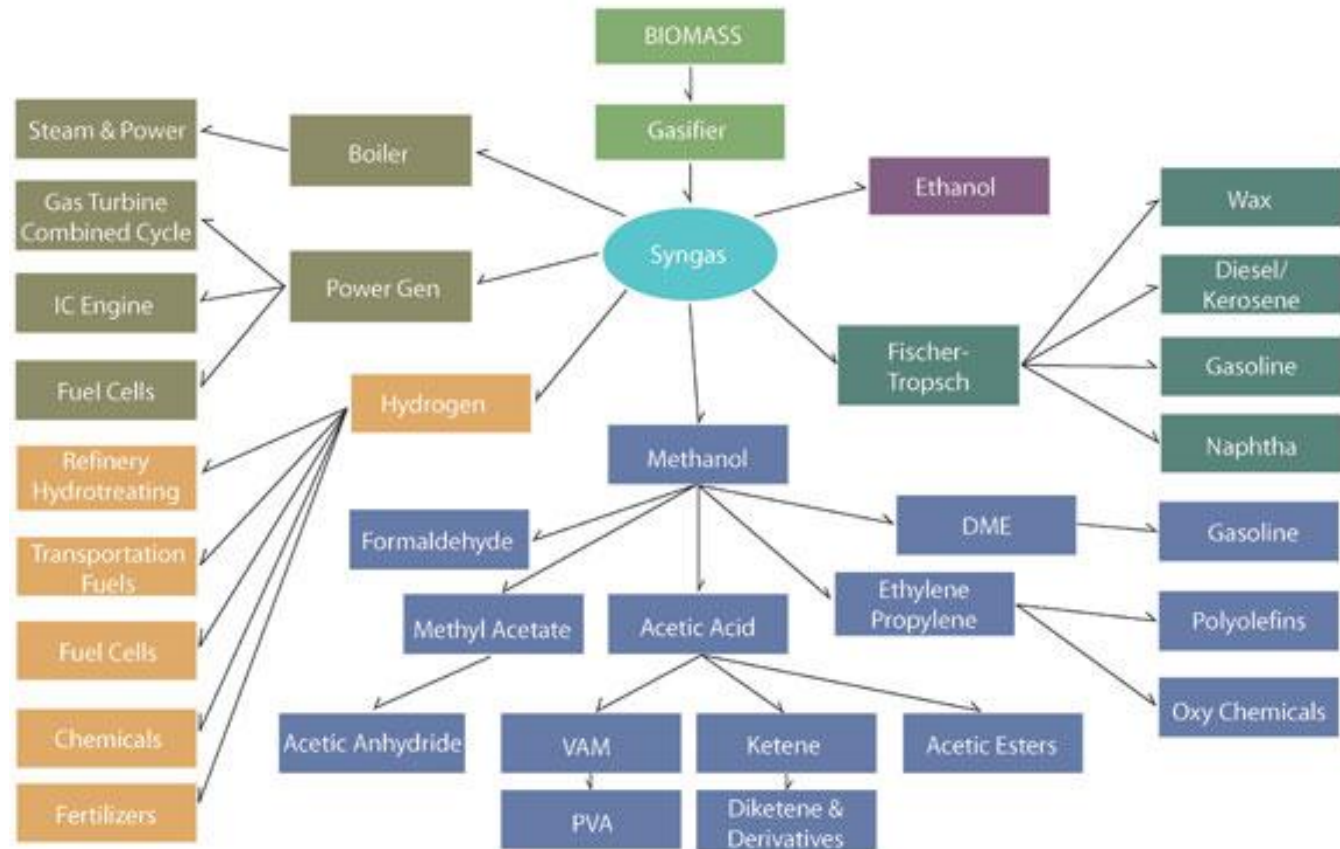 BIOMASS
Gasifier
Syngas
Steam & Power
Boiler
Gas Turbine
Combined Cycle
IC Engine
Power Gen
Fuel Cells
Ethanol
Wax
Diesel/
Kerosene
Fischer-
Tropsch
Gasoline
Naphtha
Hydrogen
Refinery
Hydrotreating
Transportation
Fuels
Fuel Cells
Chemicals
Fertilizers
Methanol
Formaldehyde
DME
Gasoline
Methyl Acetate
Acetic Acid
Ethylene
Propylene
Polyolefins
Oxy Chemicals
Acetic Anhydride
VAM
Ketene
Acetic Esters
PVA
Diketene &
Derivatives